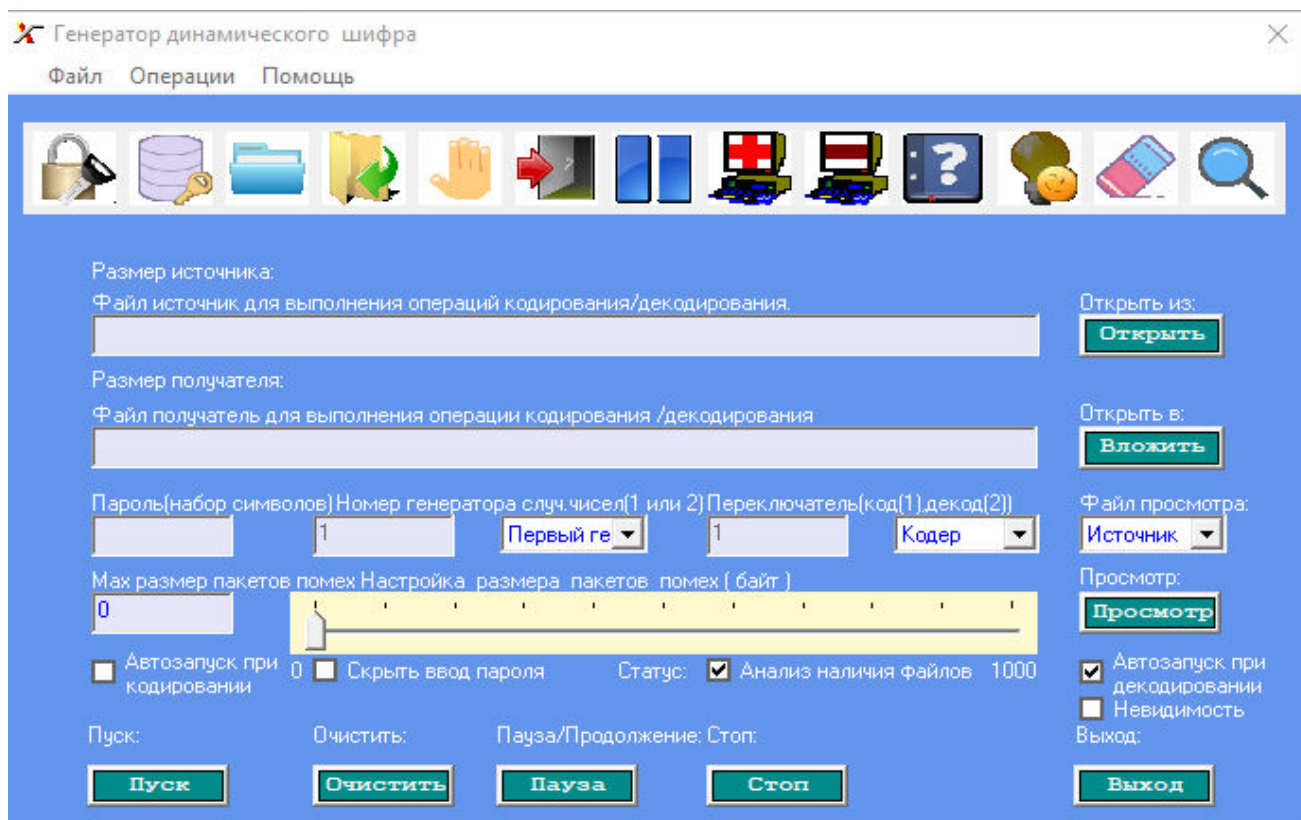 Генератор динамического шифра
Файл Операции Помощь
Размер источника:
Файл источник для выполнения операций кодирования/декодирования. Открыть из:
Открыть
Размер получателя:
Файл получатель для выполнения операции кодирования /декодирования Открыть в:
Вложить
Пароль(набор символов) Номер генератора случ.чисел(1 или 2) Переключатель(код(1),декод(2)) Файл просмотра:
1 Первый ге 1 Кодер Источник
Max размер пакетов помех Настройка размера пакетов помех ( байт ) Просмотр:
0 Просмотр
Автозапуск при кодировании 0 Скрыть ввод пароля Статус: Анализ наличия файлов 1000 Автозапуск при декодировании
Невидимость
Пуск: Очистить: Пауза/Продолжение: Стоп: Выход:
Пуск Очистить Пауза Стоп Выход